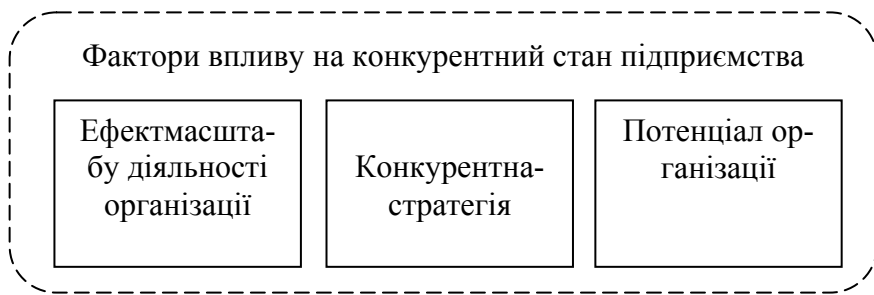 Фактори впливу на конкурентний стан підприємства
Ефектмасшта-
бу діяльності
організації
Конкурентна-
стратегія
Потенціал ор-
ганізації